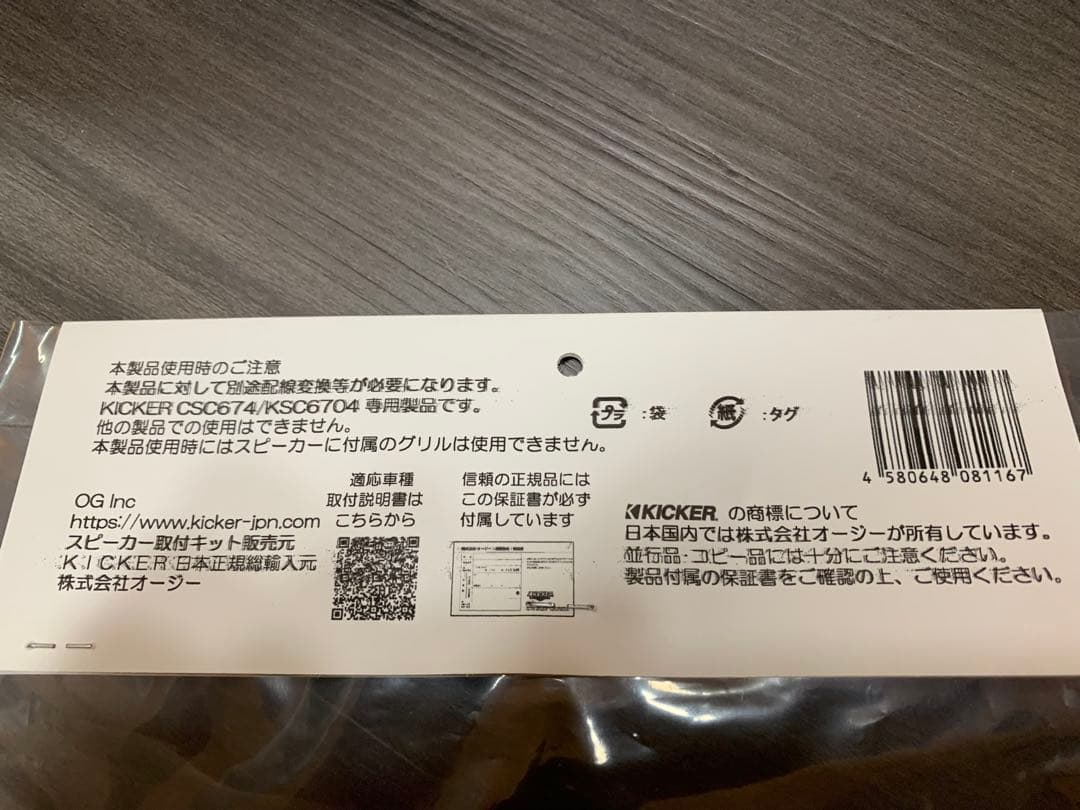 本製品使用時のご注意
本製品に対して別途配線変換等が必要になります。
KICKER CSC674/KSC6704 専用製品です。
他の製品での使用はできません。
本製品使用時にはスピーカーに付属のグリルは使用できません。
プラ :袋
紙 :タグ
4 580648 081167
OG Inc
https://www.kicker-jpn.com
スピーカー取付キット販売元
KICKER日本正規総輸入元
株式会社オージー
適応車種
取付説明書は
こちらから
信頼の正規品には
この保証書が必ず
付属しています
KICKER
KICKER の商標について
日本国内では株式会社オージーが所有しています。
並行品・コピー品には十分にご注意ください。
製品付属の保証書をご確認の上、ご使用ください。